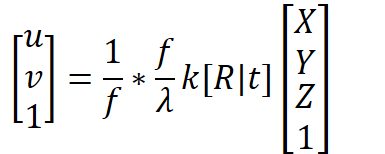 [u v 1] = 1/f * f/λ k[R|t] [X Y Z 1]